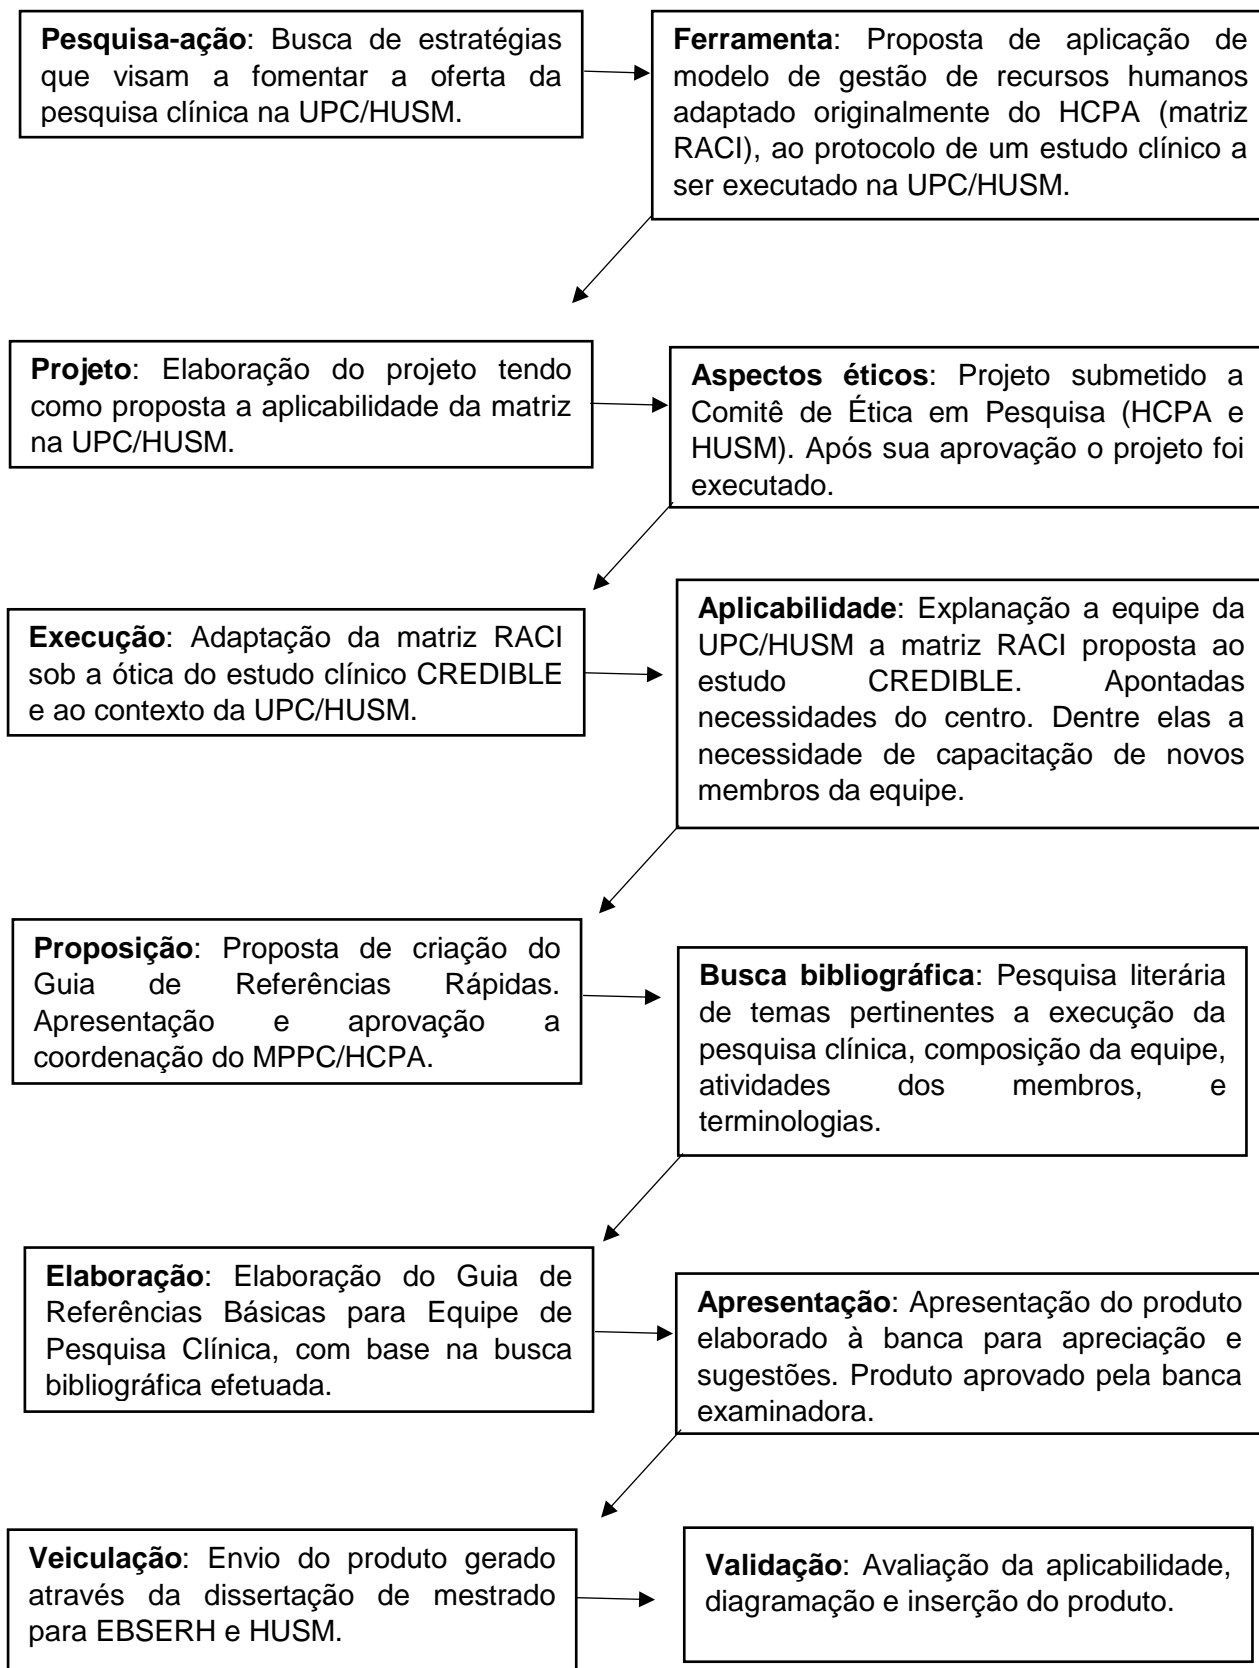 Pesquisa-ação: Busca de estratégias
que visam a fomentar a oferta da
pesquisa clínica na UPC/HUSM.
Ferramenta: Proposta de aplicação de
modelo de gestão de recursos humanos
adaptado originalmente do HCPA (matriz
RACI), ao protocolo de um estudo clínico a
ser executado na UPC/HUSM.
Projeto: Elaboração do projeto tendo
como proposta a aplicabilidade da matriz
na UPC/HUSM.
Aspectos éticos: Projeto submetido a
Comitê de Ética em Pesquisa (HCPA e
HUSM). Após sua aprovação o projeto foi
executado.
Execução: Adaptação da matriz RACI
sob a ótica do estudo clínico CREDIBLE
e ao contexto da UPC/HUSM.
Aplicabilidade: Explanação a equipe da
UPC/HUSM a matriz RACI proposta ao
estudo CREDIBLE. Apontadas
necessidades do centro. Dentre elas a
necessidade de capacitação de novos
membros da equipe.
Proposição: Proposta de criação do
Guia de Referências Rápidas.
Apresentação e aprovação a
coordenação do MPPC/HCPA.
Busca bibliográfica: Pesquisa literária
de temas pertinentes a execução da
pesquisa clínica, composição da equipe,
atividades dos membros, e
terminologias.
Elaboração: Elaboração do Guia de
Referências Básicas para Equipe de
Pesquisa Clínica, com base na busca
bibliográfica efetuada.
Apresentação: Apresentação do produto
elaborado à banca para apreciação e
sugestões. Produto aprovado pela banca
examinadora.
Veiculação: Envio do produto gerado
através da dissertação de mestrado
para EBSERH e HUSM.
Validação: Avaliação da aplicabilidade,
diagramação e inserção do produto.